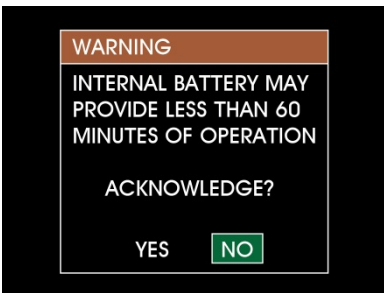 WARNING
INTERNAL BATTERY MAY
PROVIDE LESS THAN 60
MINUTES OF OPERATION
ACKNOWLEDGE?
YES NO